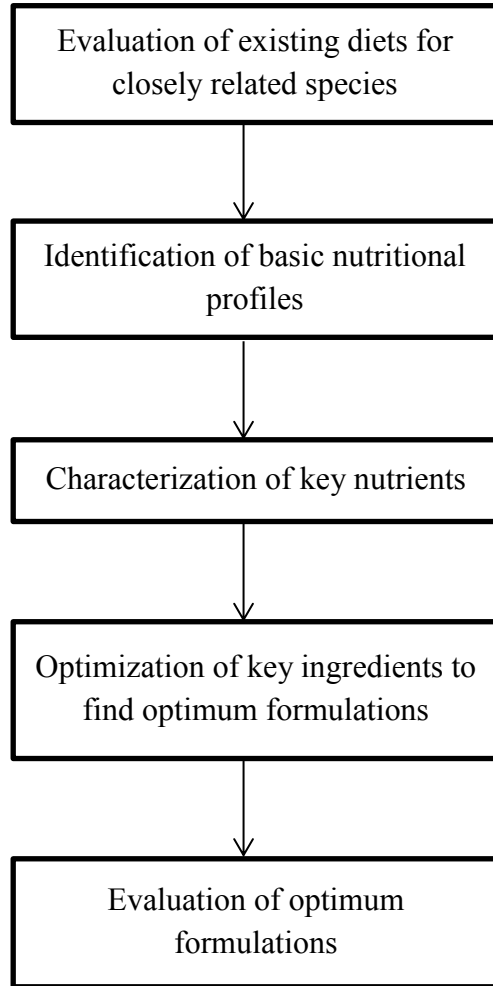 Evaluation of existing diets for
closely related species
Identification of basic nutritional
profiles
Characterization of key nutrients
Optimization of key ingredients to
find optimum formulations
Evaluation of optimum
formulations